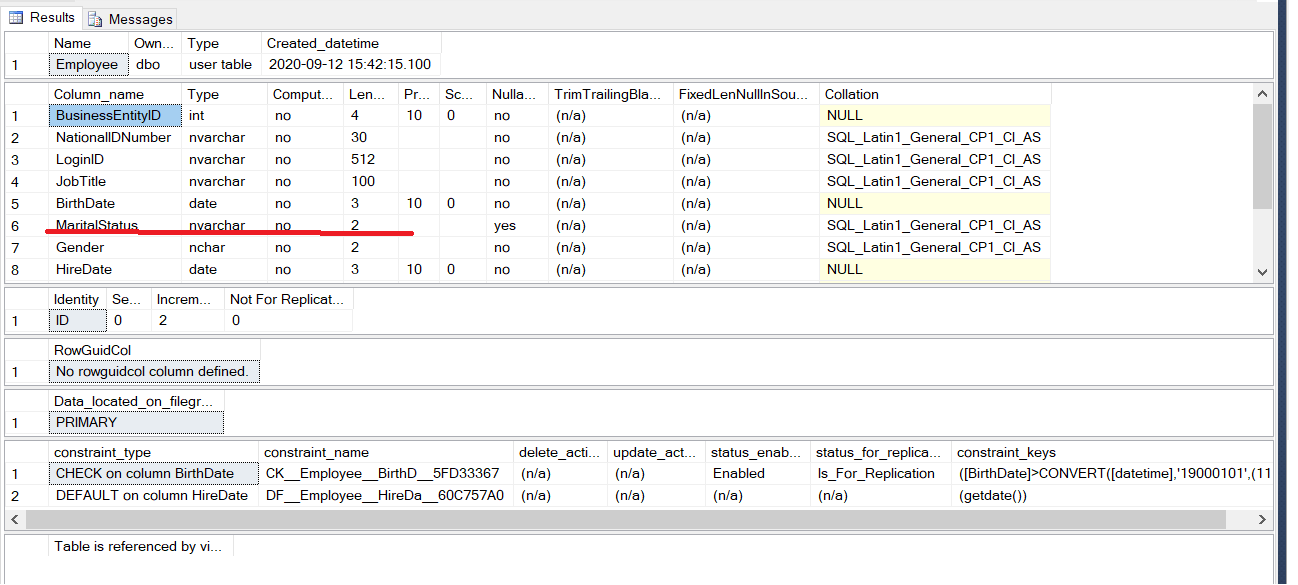 Results Messages
Name Own... Type Created_datetime
1 Employee dbo user table 2020-09-12 15:42:15.100
Column_name Type Comput... Len... Pr... Sc... Nulla... TrimTrailingBla... FixedLenNullInSou... Collation
1 BusinessEntityID int no 4 10 0 no (n/a) (n/a) NULL
2 NationalIDNumber nvarchar no 30 no (n/a) (n/a) SQL_Latin1_General_CP1_CI_AS
3 LoginID nvarchar no 512 no (n/a) (n/a) SQL_Latin1_General_CP1_CI_AS
4 JobTitle nvarchar no 100 no (n/a) (n/a) SQL_Latin1_General_CP1_CI_AS
5 BirthDate date no 3 10 0 no (n/a) (n/a) NULL
6 MaritalStatus nvarchar no 2 yes (n/a) (n/a) SQL_Latin1_General_CP1_CI_AS
7 Gender nchar no 2 no (n/a) (n/a) SQL_Latin1_General_CP1_CI_AS
8 HireDate date no 3 10 0 no (n/a) (n/a) NULL
Identity Se... Increm... Not For Replicat...
1 ID 0 2 0
RowGuidCol
1 No rowguidcol column defined.
Data_located_on_filegr...
1 PRIMARY
constraint_type constraint_name delete_acti... update_act... status_enab... status_for_replica... constraint_keys
1 CHECK on column BirthDate CK__Employee__BirthD__5FD33367 (n/a) (n/a) Enabled Is_For_Replication ([BirthDate]>CONVERT([datetime],'19000101',(11
2 DEFAULT on column HireDate DF__Employee__HireDa__60C757A0 (n/a) (n/a) (n/a) (n/a) (getdate())
Table is referenced by vi...